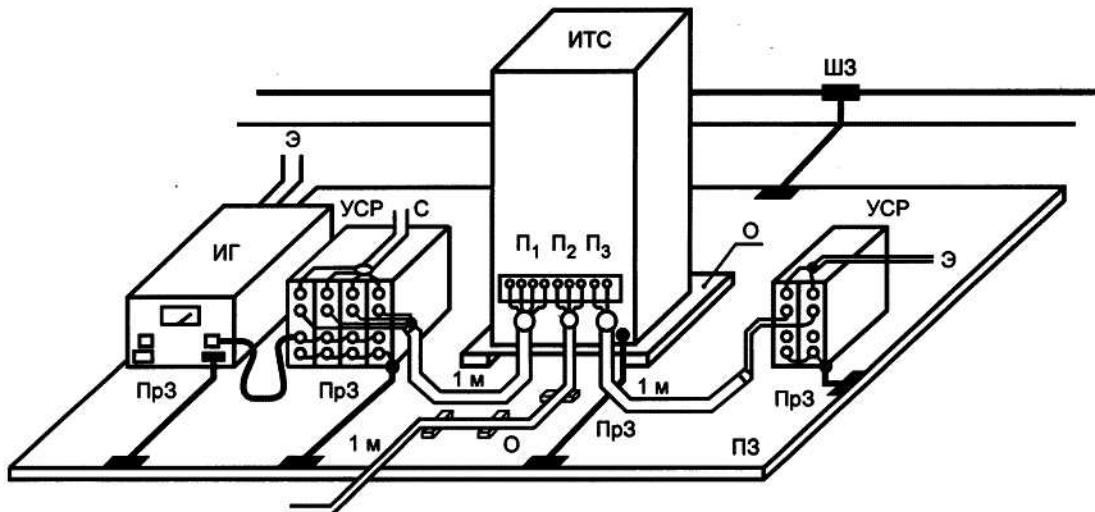 ИТС
ШЗ
Э
УСР
С
УСР
ИГ
П1 П2 П3
О
Э
ПрЗ
ПрЗ
1 м
1 м
ПрЗ
1 м
О
ПрЗ
ПЗ